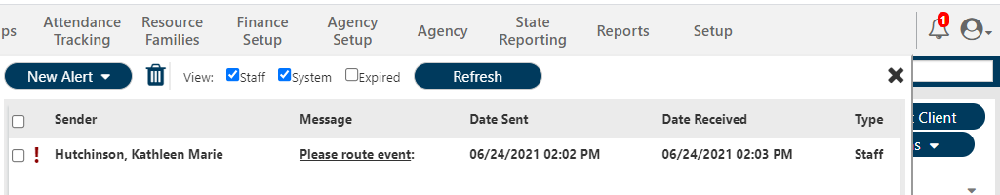 ps
Attendance
Tracking
Resource
Families
Finance
Setup
Agency
Setup
Agency
State
Reporting
Reports
Setup
1
New Alert
View:
Staff
System
Expired
Refresh
Client
s
Sender Message Date Sent Date Received Type
! Hutchinson, Kathleen Marie Please route event: 06/24/2021 02:02 PM 06/24/2021 02:03 PM Staff